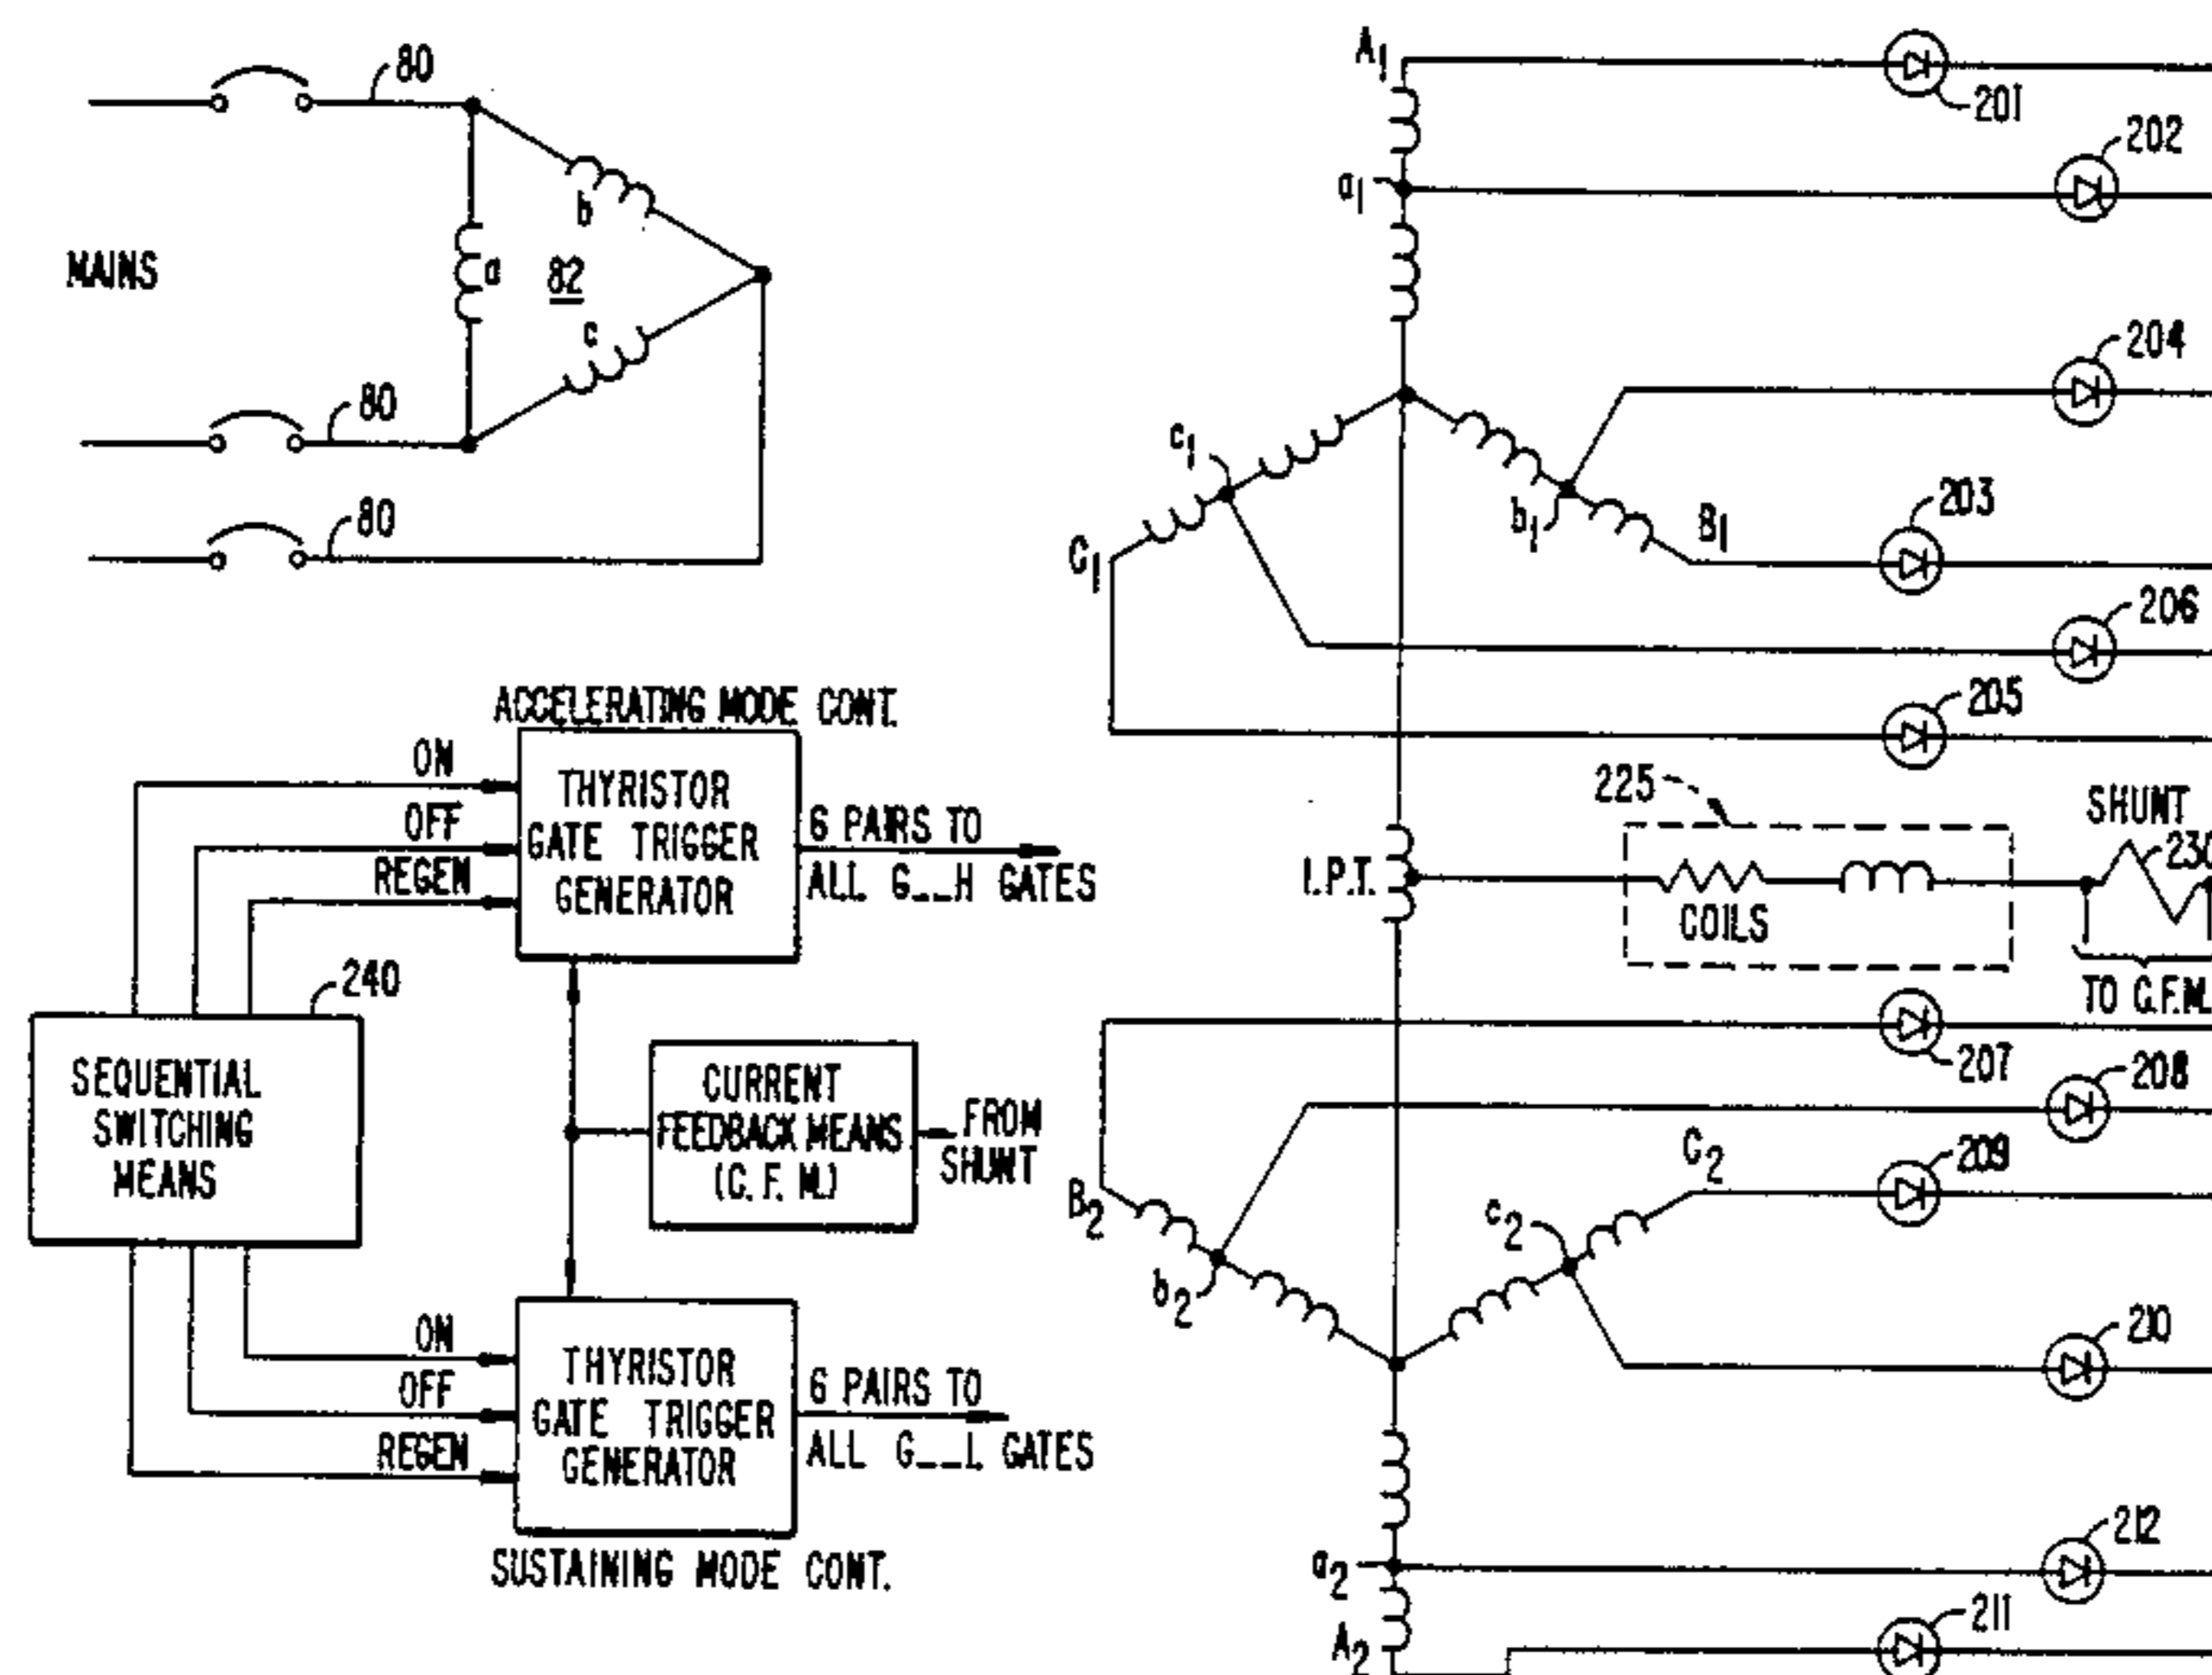 80
b
MAINS
a
82
c
80
80
A1
201
202
a1
204
c1
b1
B1
203
C1
206
205
ACCELERATING MODE CONT.
ON
OFF
REGEN
THYRISTOR
GATE TRIGGER
GENERATOR
6 PAIRS TO
ALL G__H GATES
225
SHUNT
230
I.P.T.
COILS
TO C.F.M.
240
SEQUENTIAL
SWITCHING
MEANS
CURRENT
FEEDBACK MEANS
(C. F. M.)
FROM
SHUNT
207
208
B2
C2
209
b2
c2
210
ON
OFF
REGEN
THYRISTOR
GATE TRIGGER
GENERATOR
6 PAIRS TO
ALL G__L GATES
SUSTAINING MODE CONT.
a2
212
A2
211